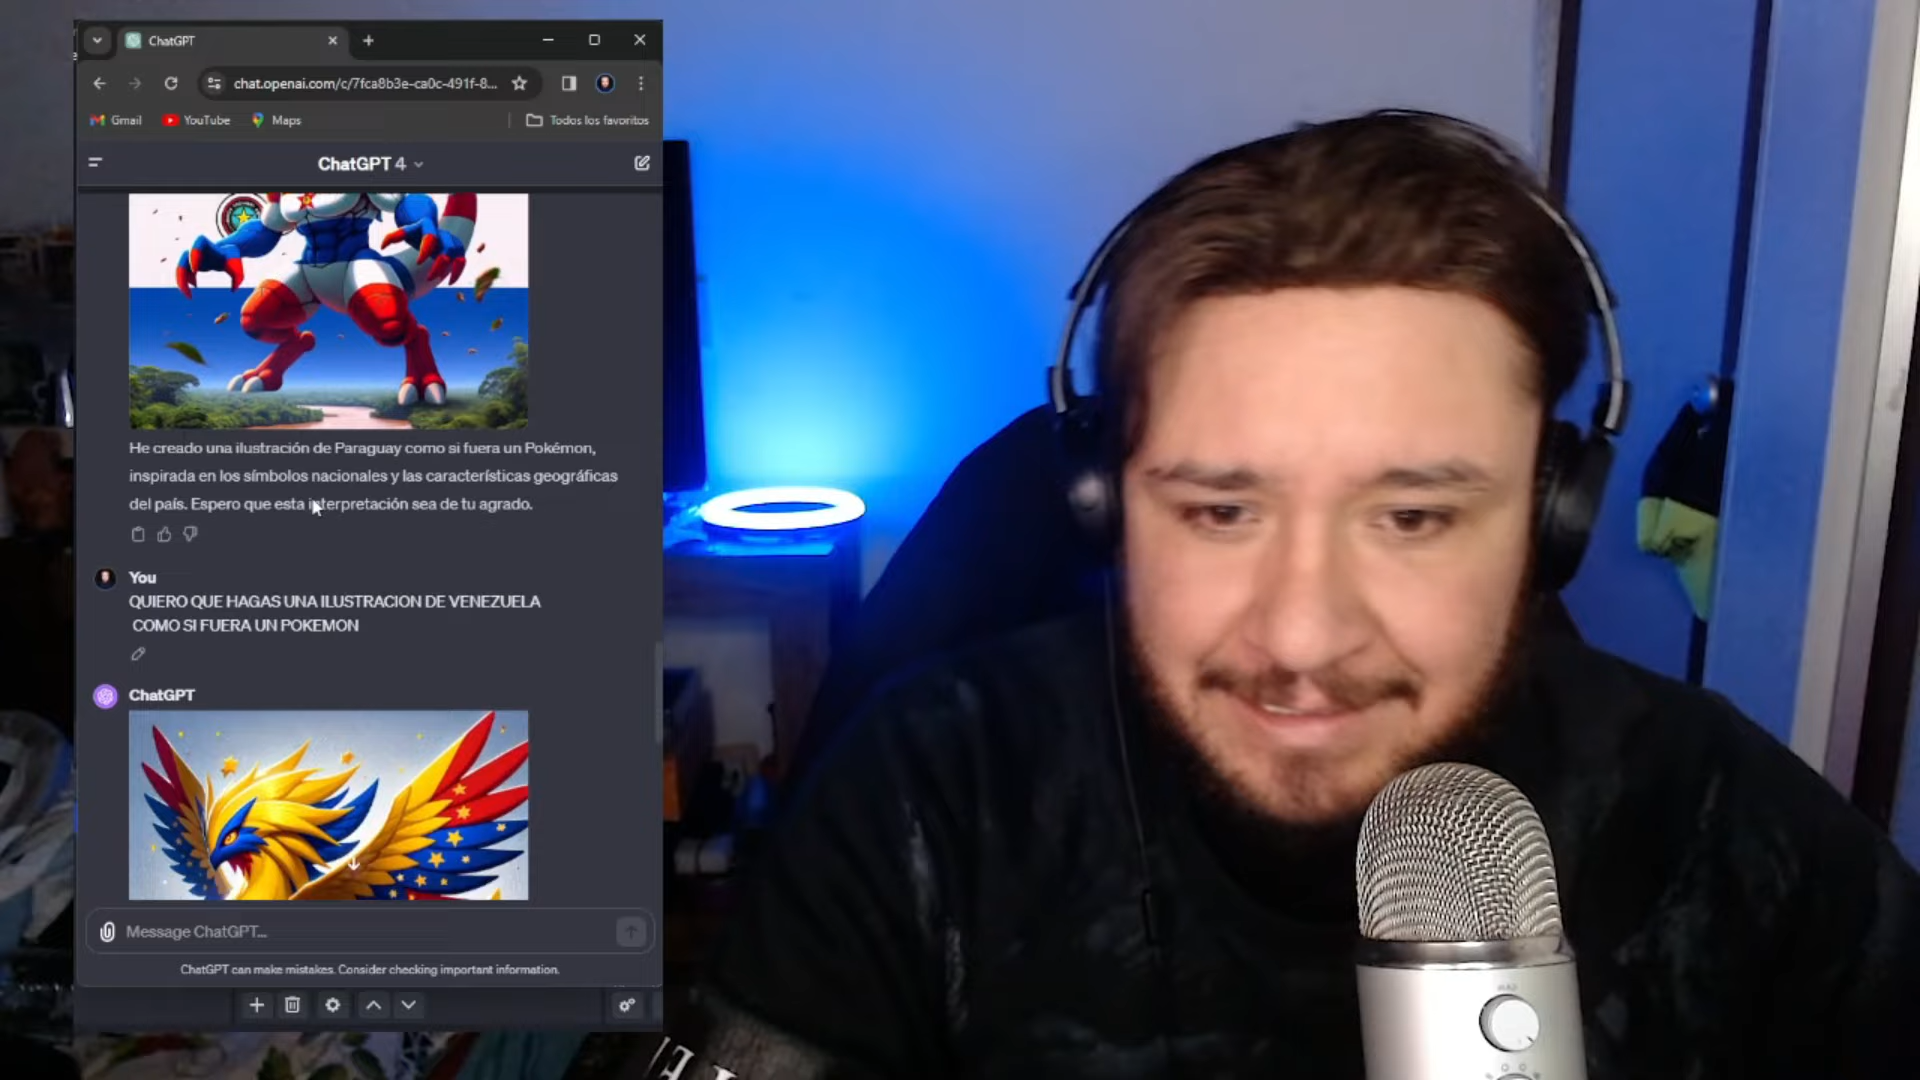 ChatGPT
chat.openai.com/c/7fca8b3e-ca0c-491f-8...
Gmail YouTube Maps Todos los favoritos
ChatGPT 4
He creado una ilustración de Paraguay como si fuera un Pokémon,
inspirada en los símbolos nacionales y las características geográficas
del país. Espero que esta interpretación sea de tu agrado.
You
QUIERO QUE HAGAS UNA ILUSTRACION DE VENEZUELA
COMO SI FUERA UN POKEMON
ChatGPT
Message ChatGPT...
ChatGPT can make mistakes. Consider checking important information.